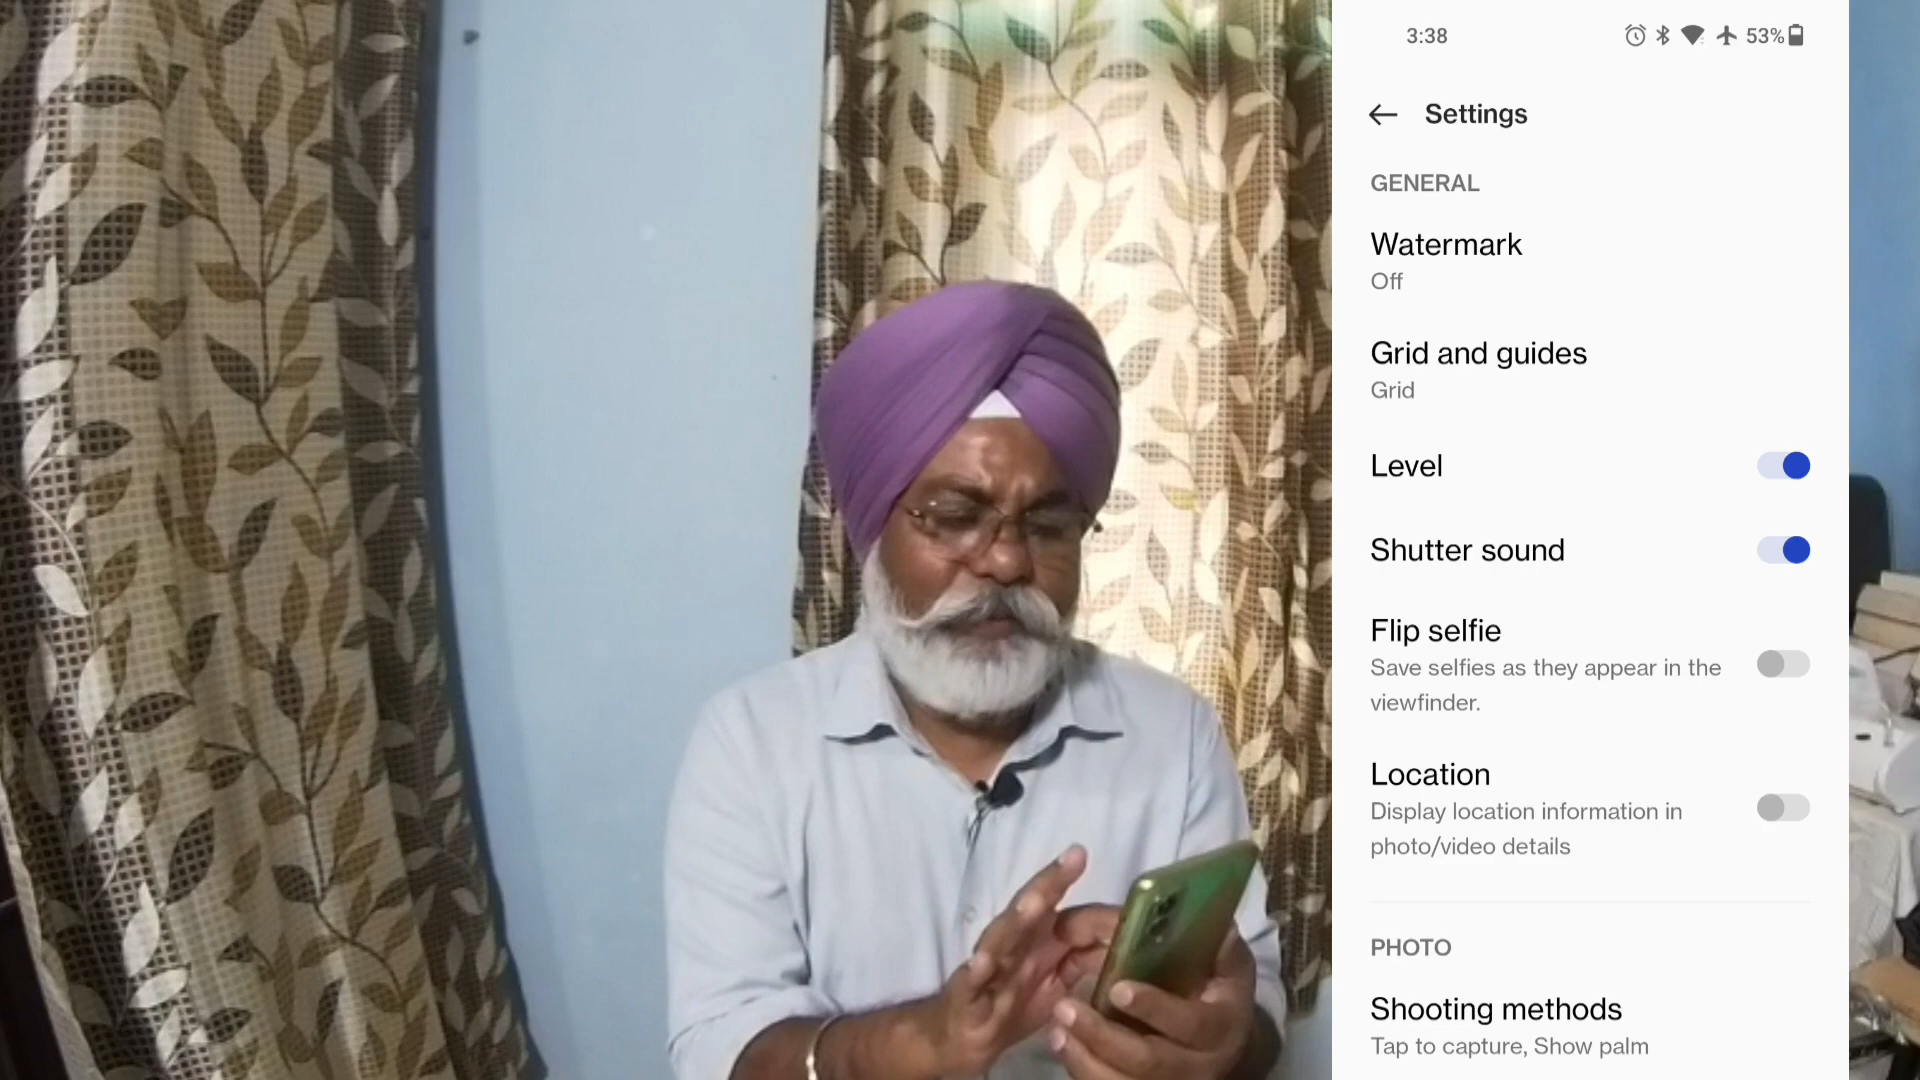 3:38
53%
Settings
GENERAL
Watermark
Off
Grid and guides
Grid
Level
Shutter sound
Flip selfie
Save selfies as they appear in the
viewfinder.
Location
Display location information in
photo/video details
PHOTO
Shooting methods
Tap to capture, Show palm